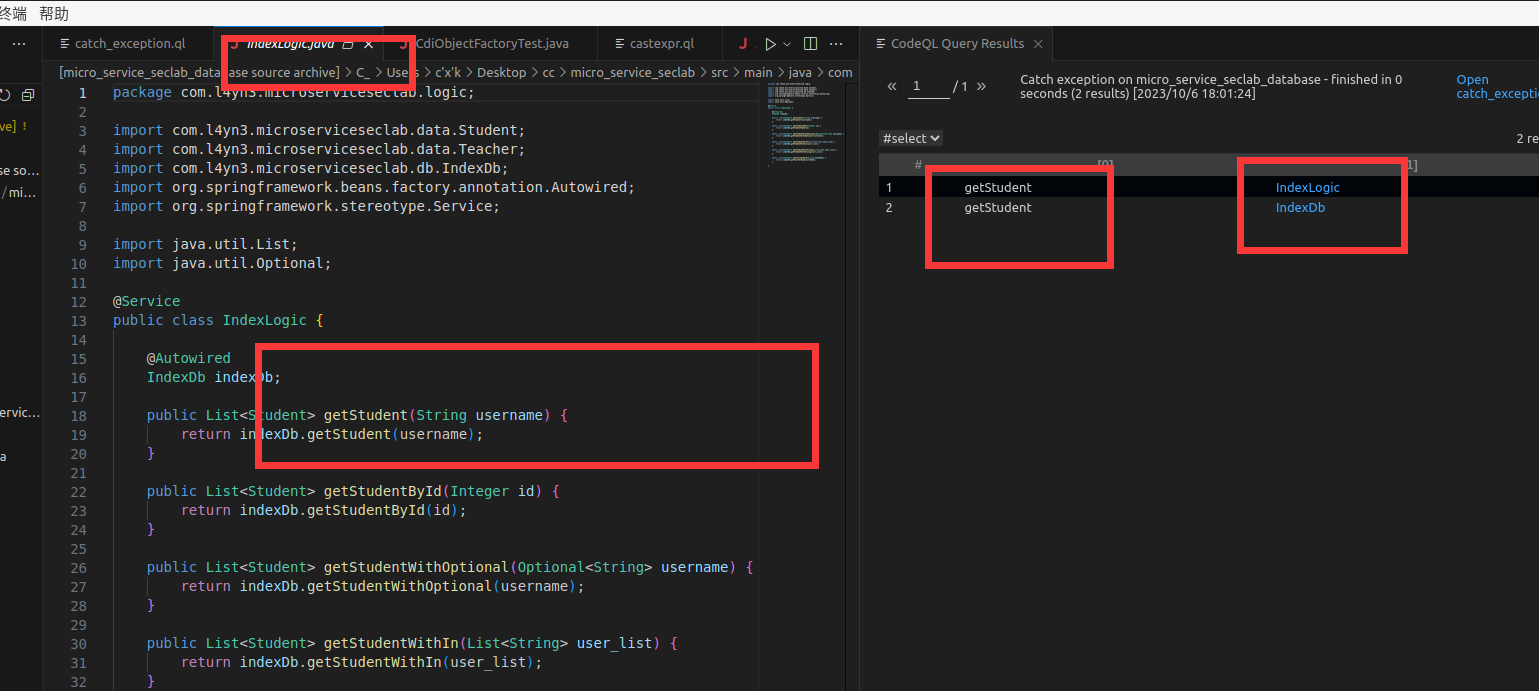 终端 帮助
catch_exception.ql
IndexLogic.java
CdiObjectFactoryTest.java
castexpr.ql
J
[micro_service_seclab_database source archive] > C_ > Users > c'x'k > Desktop > cc > micro_service_seclab > src > main > java > com
ve] !
se so...
/ mi...
ervic...
a
1 package com.l4yn3.microserviceseclab.logic;
2
3 import com.l4yn3.microserviceseclab.data.Student;
4 import com.l4yn3.microserviceseclab.data.Teacher;
5 import com.l4yn3.microserviceseclab.db.IndexDb;
6 import org.springframework.beans.factory.annotation.Autowired;
7 import org.springframework.stereotype.Service;
8
9 import java.util.List;
10 import java.util.Optional;
11
12 @Service
13 public class IndexLogic {
14
15 @Autowired
16 IndexDb indexDb;
17
18 public List<Student> getStudent(String username) {
19 return indexDb.getStudent(username);
20 }
21
22 public List<Student> getStudentById(Integer id) {
23 return indexDb.getStudentById(id);
24 }
25
26 public List<Student> getStudentWithOptional(Optional<String> username) {
27 return indexDb.getStudentWithOptional(username);
28 }
29
30 public List<Student> getStudentWithIn(List<String> user_list) {
31 return indexDb.getStudentWithIn(user_list);
32 }
CodeQL Query Results
« 1 / 1 »
Catch exception on micro_service_seclab_database - finished in 0
seconds (2 results) [2023/10/6 18:01:24]
Open
catch_excepti
#select
2 re
# [0] 1]
1 getStudent IndexLogic
2 getStudent IndexDb